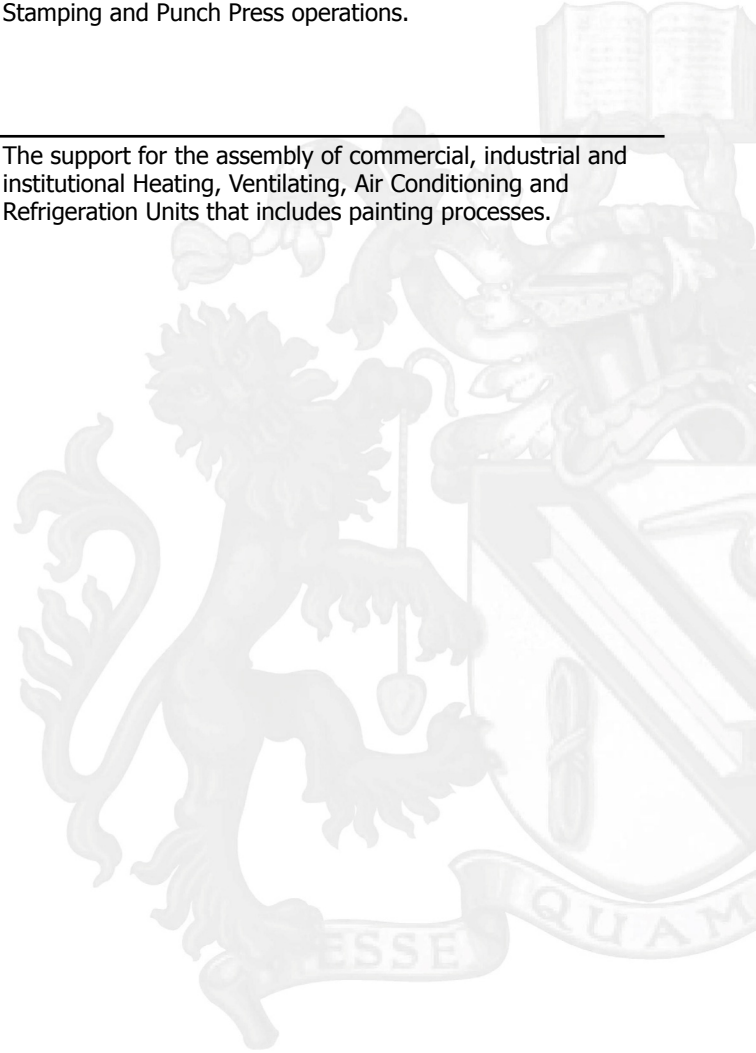 Stamping and Punch Press operations.
The support for the assembly of commercial, industrial and
institutional Heating, Ventilating, Air Conditioning and
Refrigeration Units that includes painting processes.
ESSE QUAM